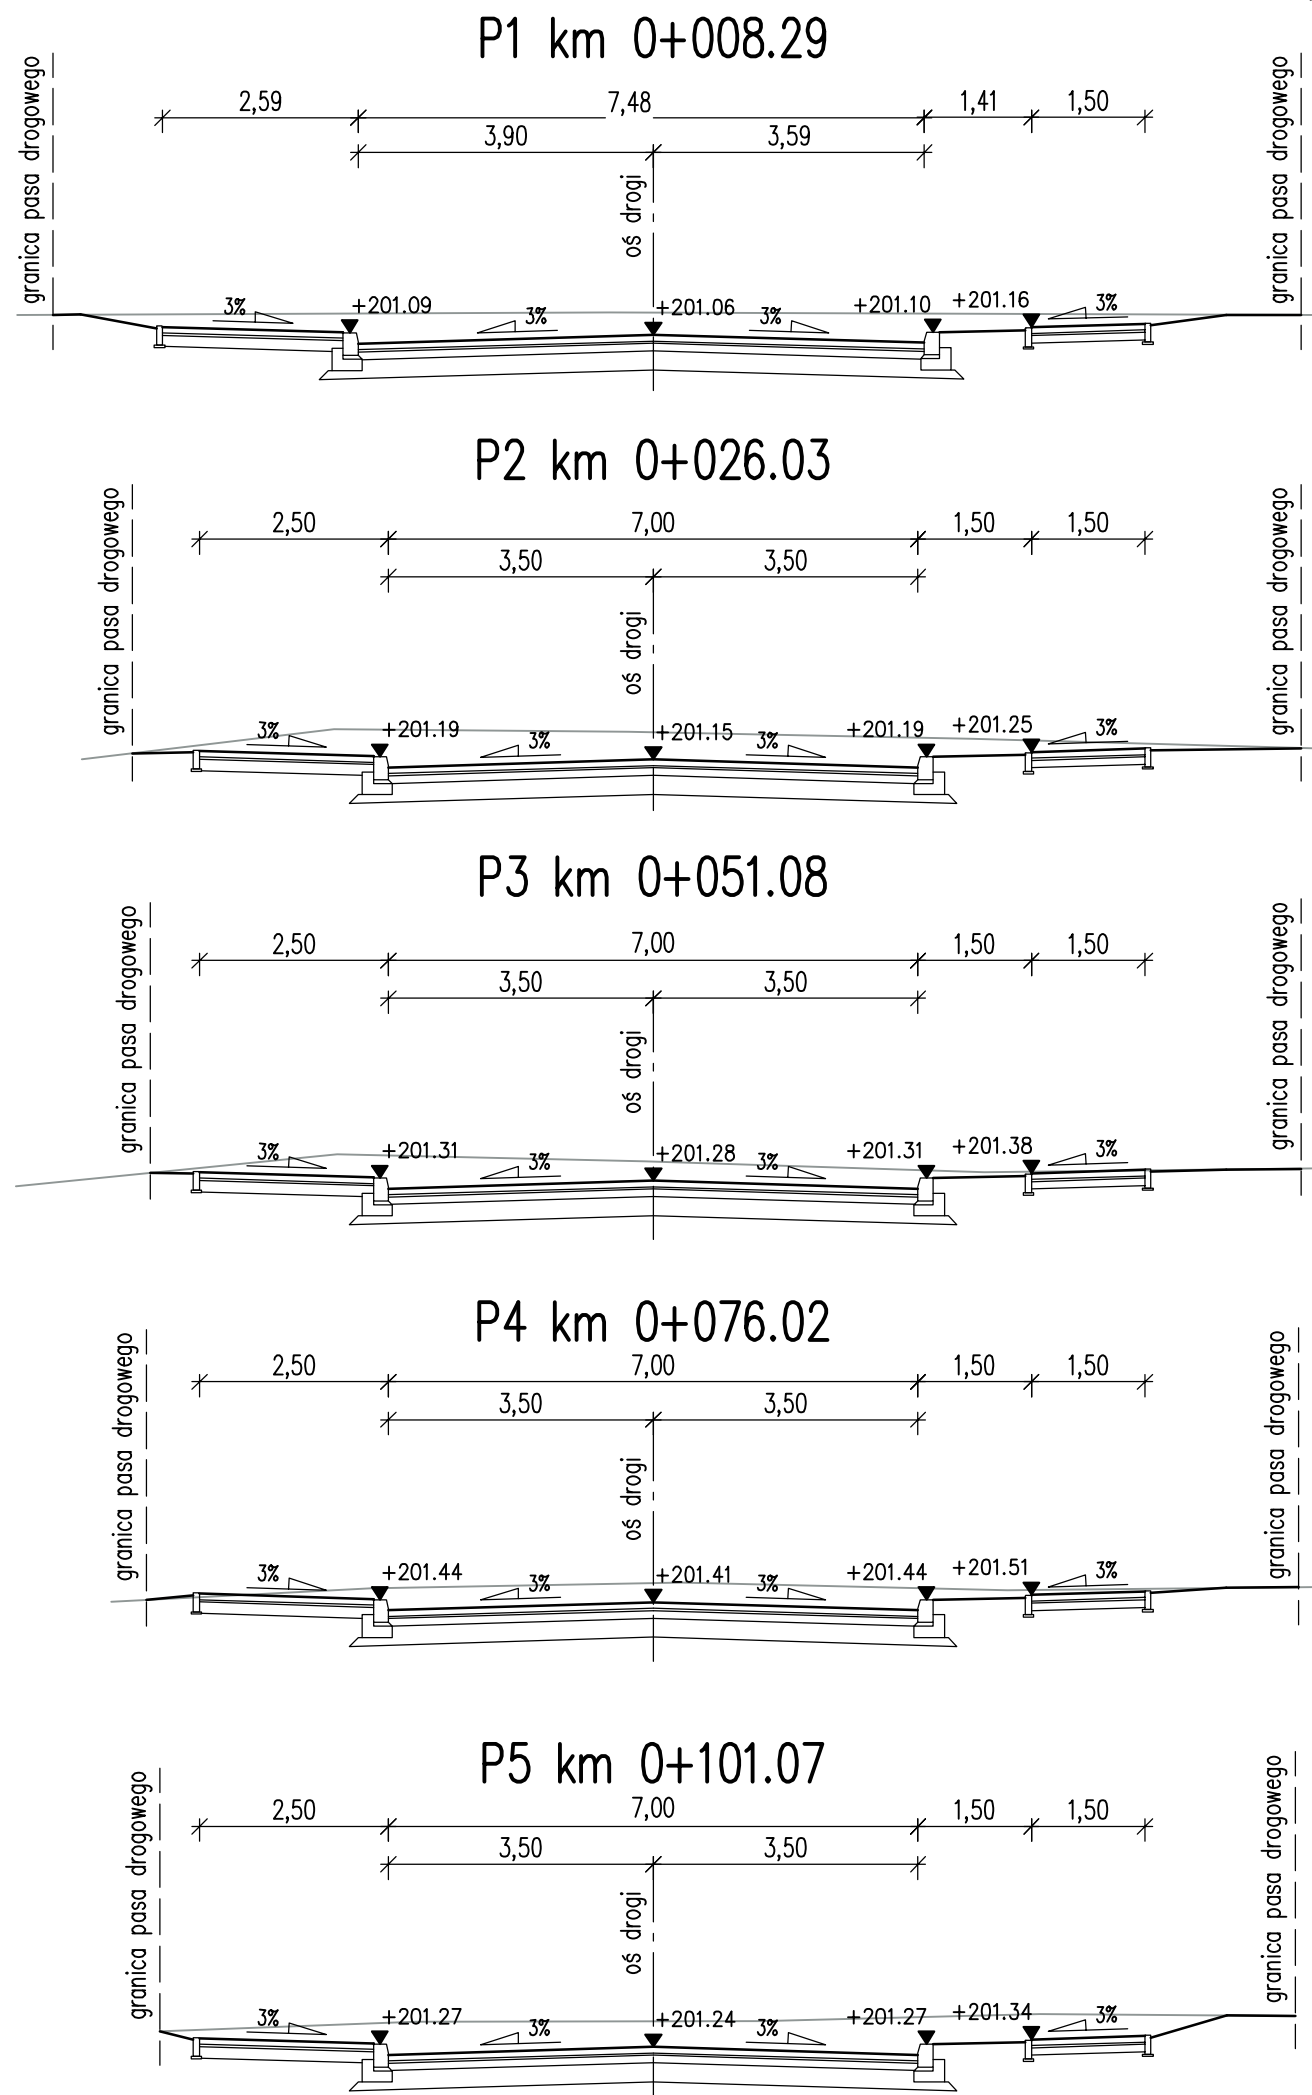 P1 km 0+008.29
granica pasa drogowego
granica pasa drogowego
2,59 7,48 1,41 1,50
3,90 3,59
oś drogi
3% +201.09 3% +201.06 3% +201.10 +201.16 3%
P2 km 0+026.03
granica pasa drogowego
granica pasa drogowego
2,50 7,00 1,50 1,50
3,50 3,50
oś drogi
3% +201.19 3% +201.15 3% +201.19 +201.25 3%
P3 km 0+051.08
granica pasa drogowego
granica pasa drogowego
2,50 7,00 1,50 1,50
3,50 3,50
oś drogi
3% +201.31 3% +201.28 3% +201.31 +201.38 3%
P4 km 0+076.02
granica pasa drogowego
granica pasa drogowego
2,50 7,00 1,50 1,50
3,50 3,50
oś drogi
3% +201.44 3% +201.41 3% +201.44 +201.51 3%
P5 km 0+101.07
granica pasa drogowego
granica pasa drogowego
2,50 7,00 1,50 1,50
3,50 3,50
oś drogi
3% +201.27 3% +201.24 3% +201.27 +201.34 3%